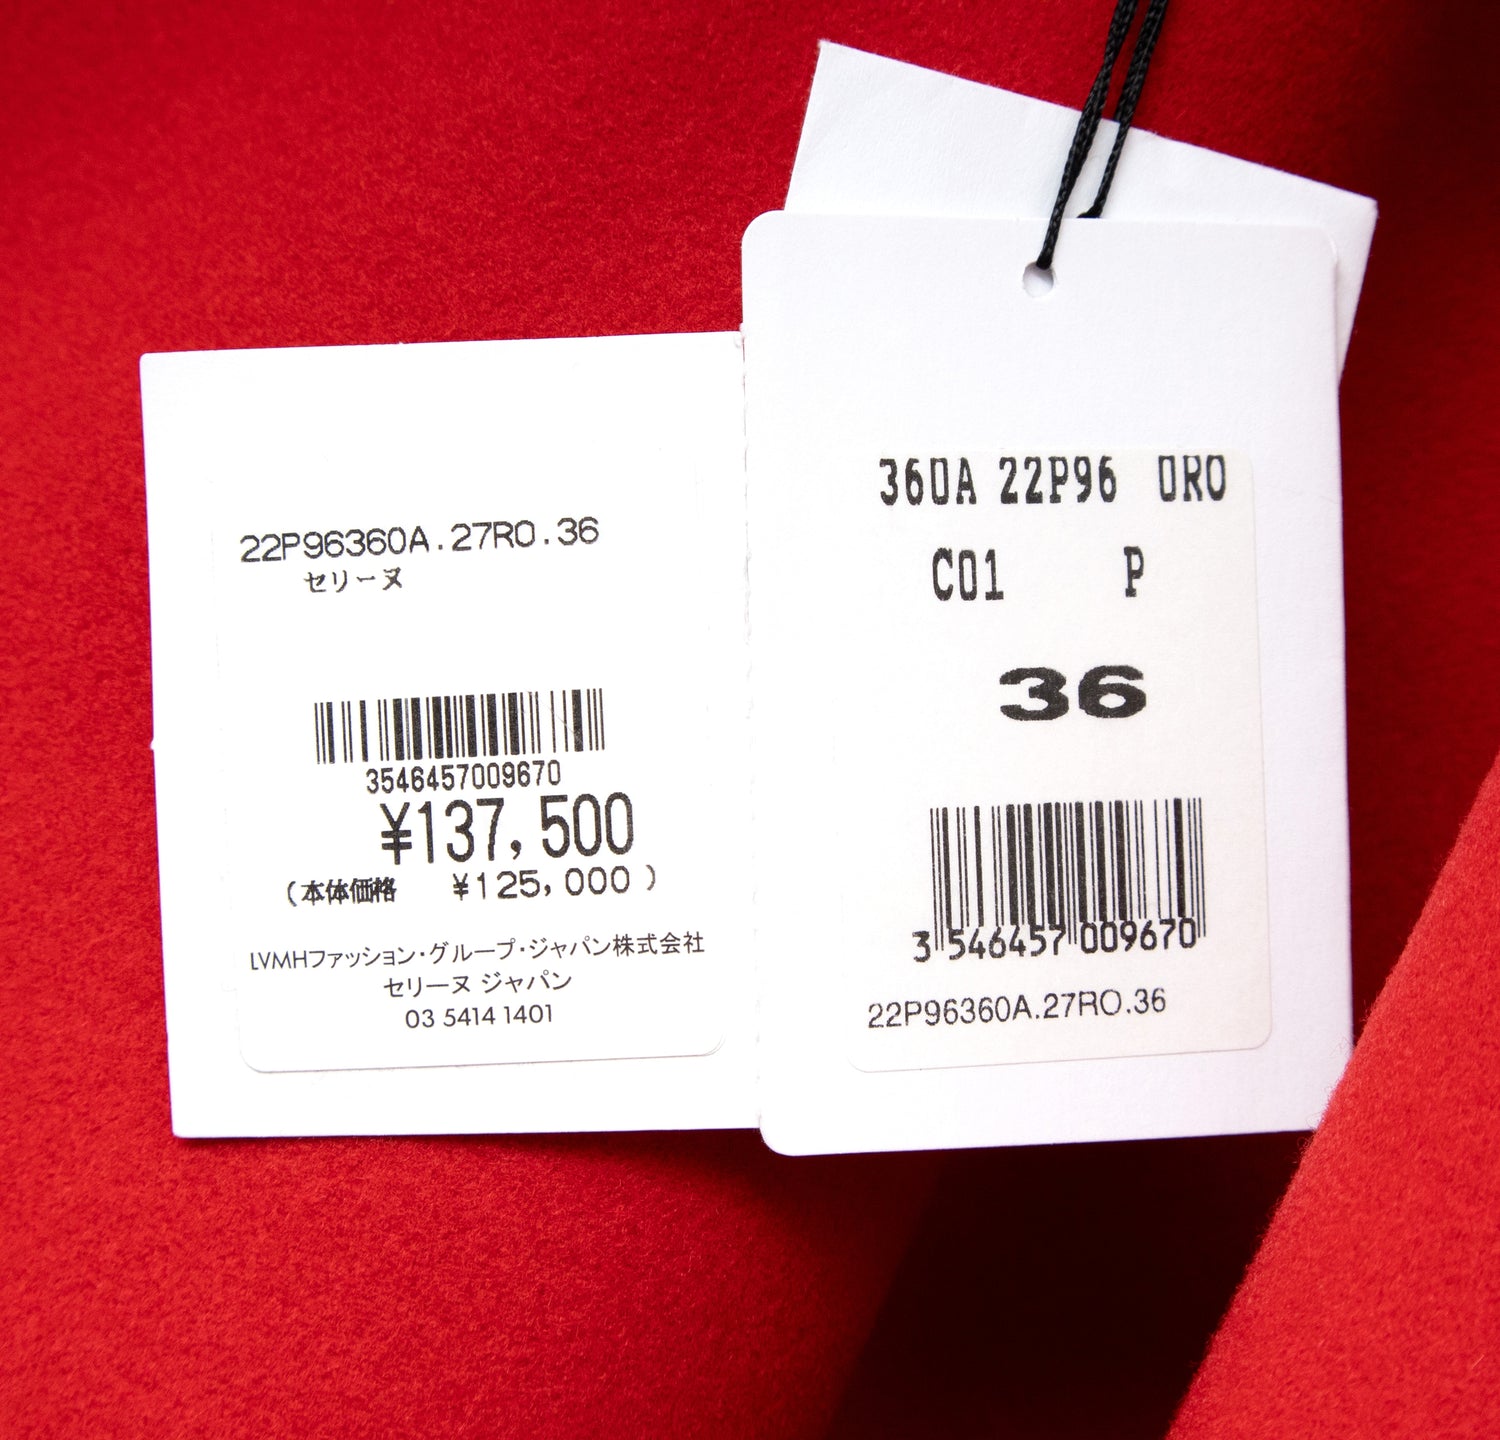 22P96360A.27RO.36
セリーヌ
3546457009670
¥137,500
(本体価格 ¥125,000)
LVMHファッション・グループ・ジャパン株式会社
セリーヌ ジャパン
03 5414 1401
360A 22P96 ORO
C01 P
36
3 546457 009670
22P96360A.27RO.36